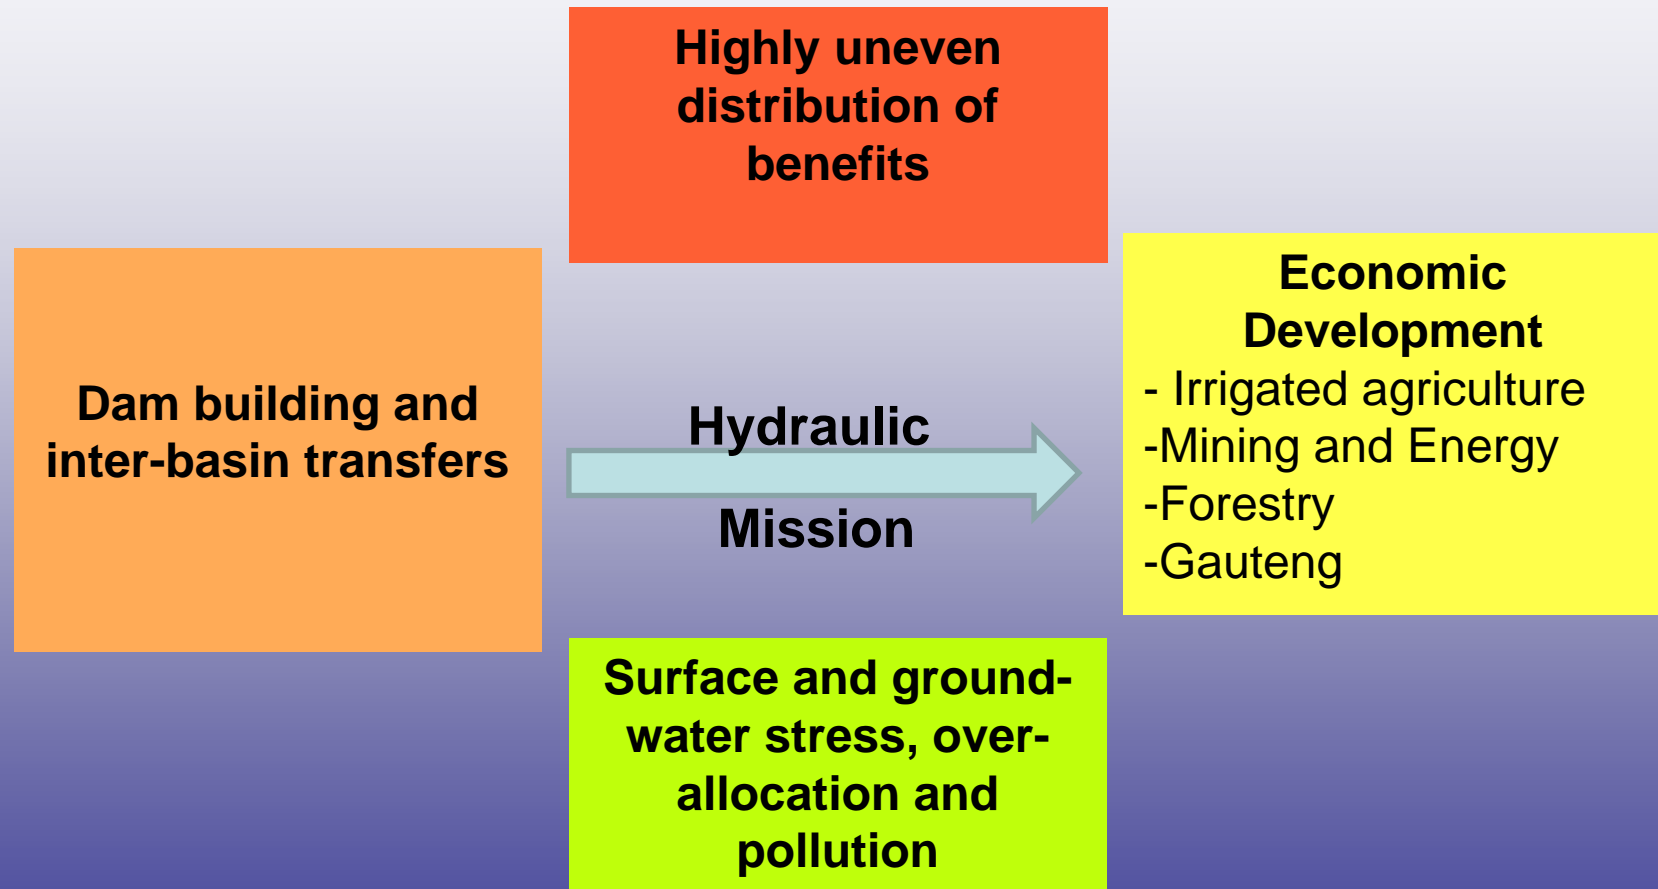 Highly uneven
distribution of
benefits
Dam building and
inter-basin transfers
Hydraulic
Mission
Economic
Development
- Irrigated agriculture
-Mining and Energy
-Forestry
-Gauteng
Surface and ground-
water stress, over-
allocation and
pollution